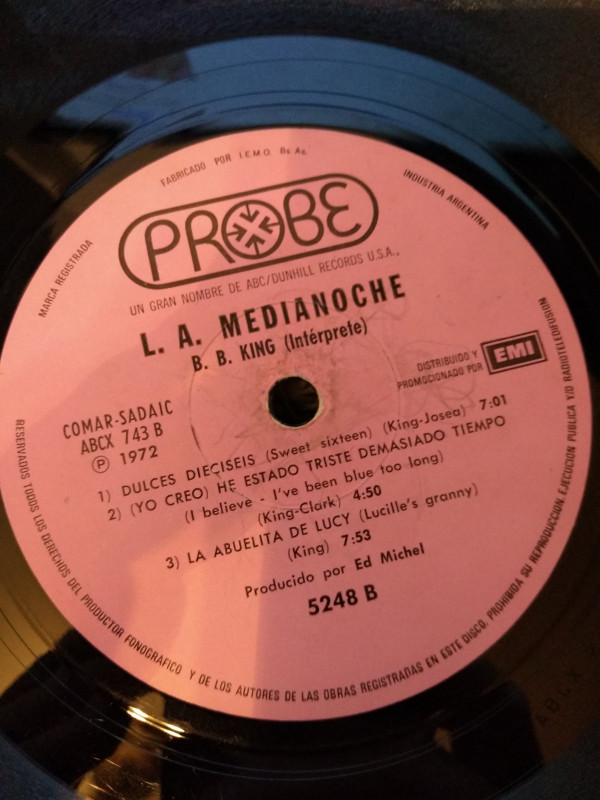 FABRICADO POR I.E.M.O. Bs As.
INDUSTRIA ARGENTINA
MARCA REGISTRADA
PROBE
UN GRAN NOMBRE DE ABC/DUNHILL RECORDS U.S.A.,
L. A. MEDIANOCHE
B. B. KING (Intérprete)
DISTRIBUIDO Y
PROMOCIONADO POR
EMI
COMAR-SADAIC
ABCX 743 B
Ⓟ 1972
1) DULCES DIECISEIS (Sweet sixteen) (King-Josea) 7:01
2) (YO CREO) HE ESTADO TRISTE DEMASIADO TIEMPO
(I believe - I've been blue too long)
(King-Clark) 4:50
3) LA ABUELITA DE LUCY (Lucille's granny)
(King) 7:53
Producido por Ed Michel
5248 B
RESERVADOS TODOS LOS DERECHOS DEL PRODUCTOR FONOGRAFICO Y DE LOS AUTORES DE LAS OBRAS REGISTRADAS EN ESTE DISCO. PROHIBIDA SU REPRODUCCION, EJECUCION PUBLICA Y/O RADIOTELEDIFUSION
ABCX